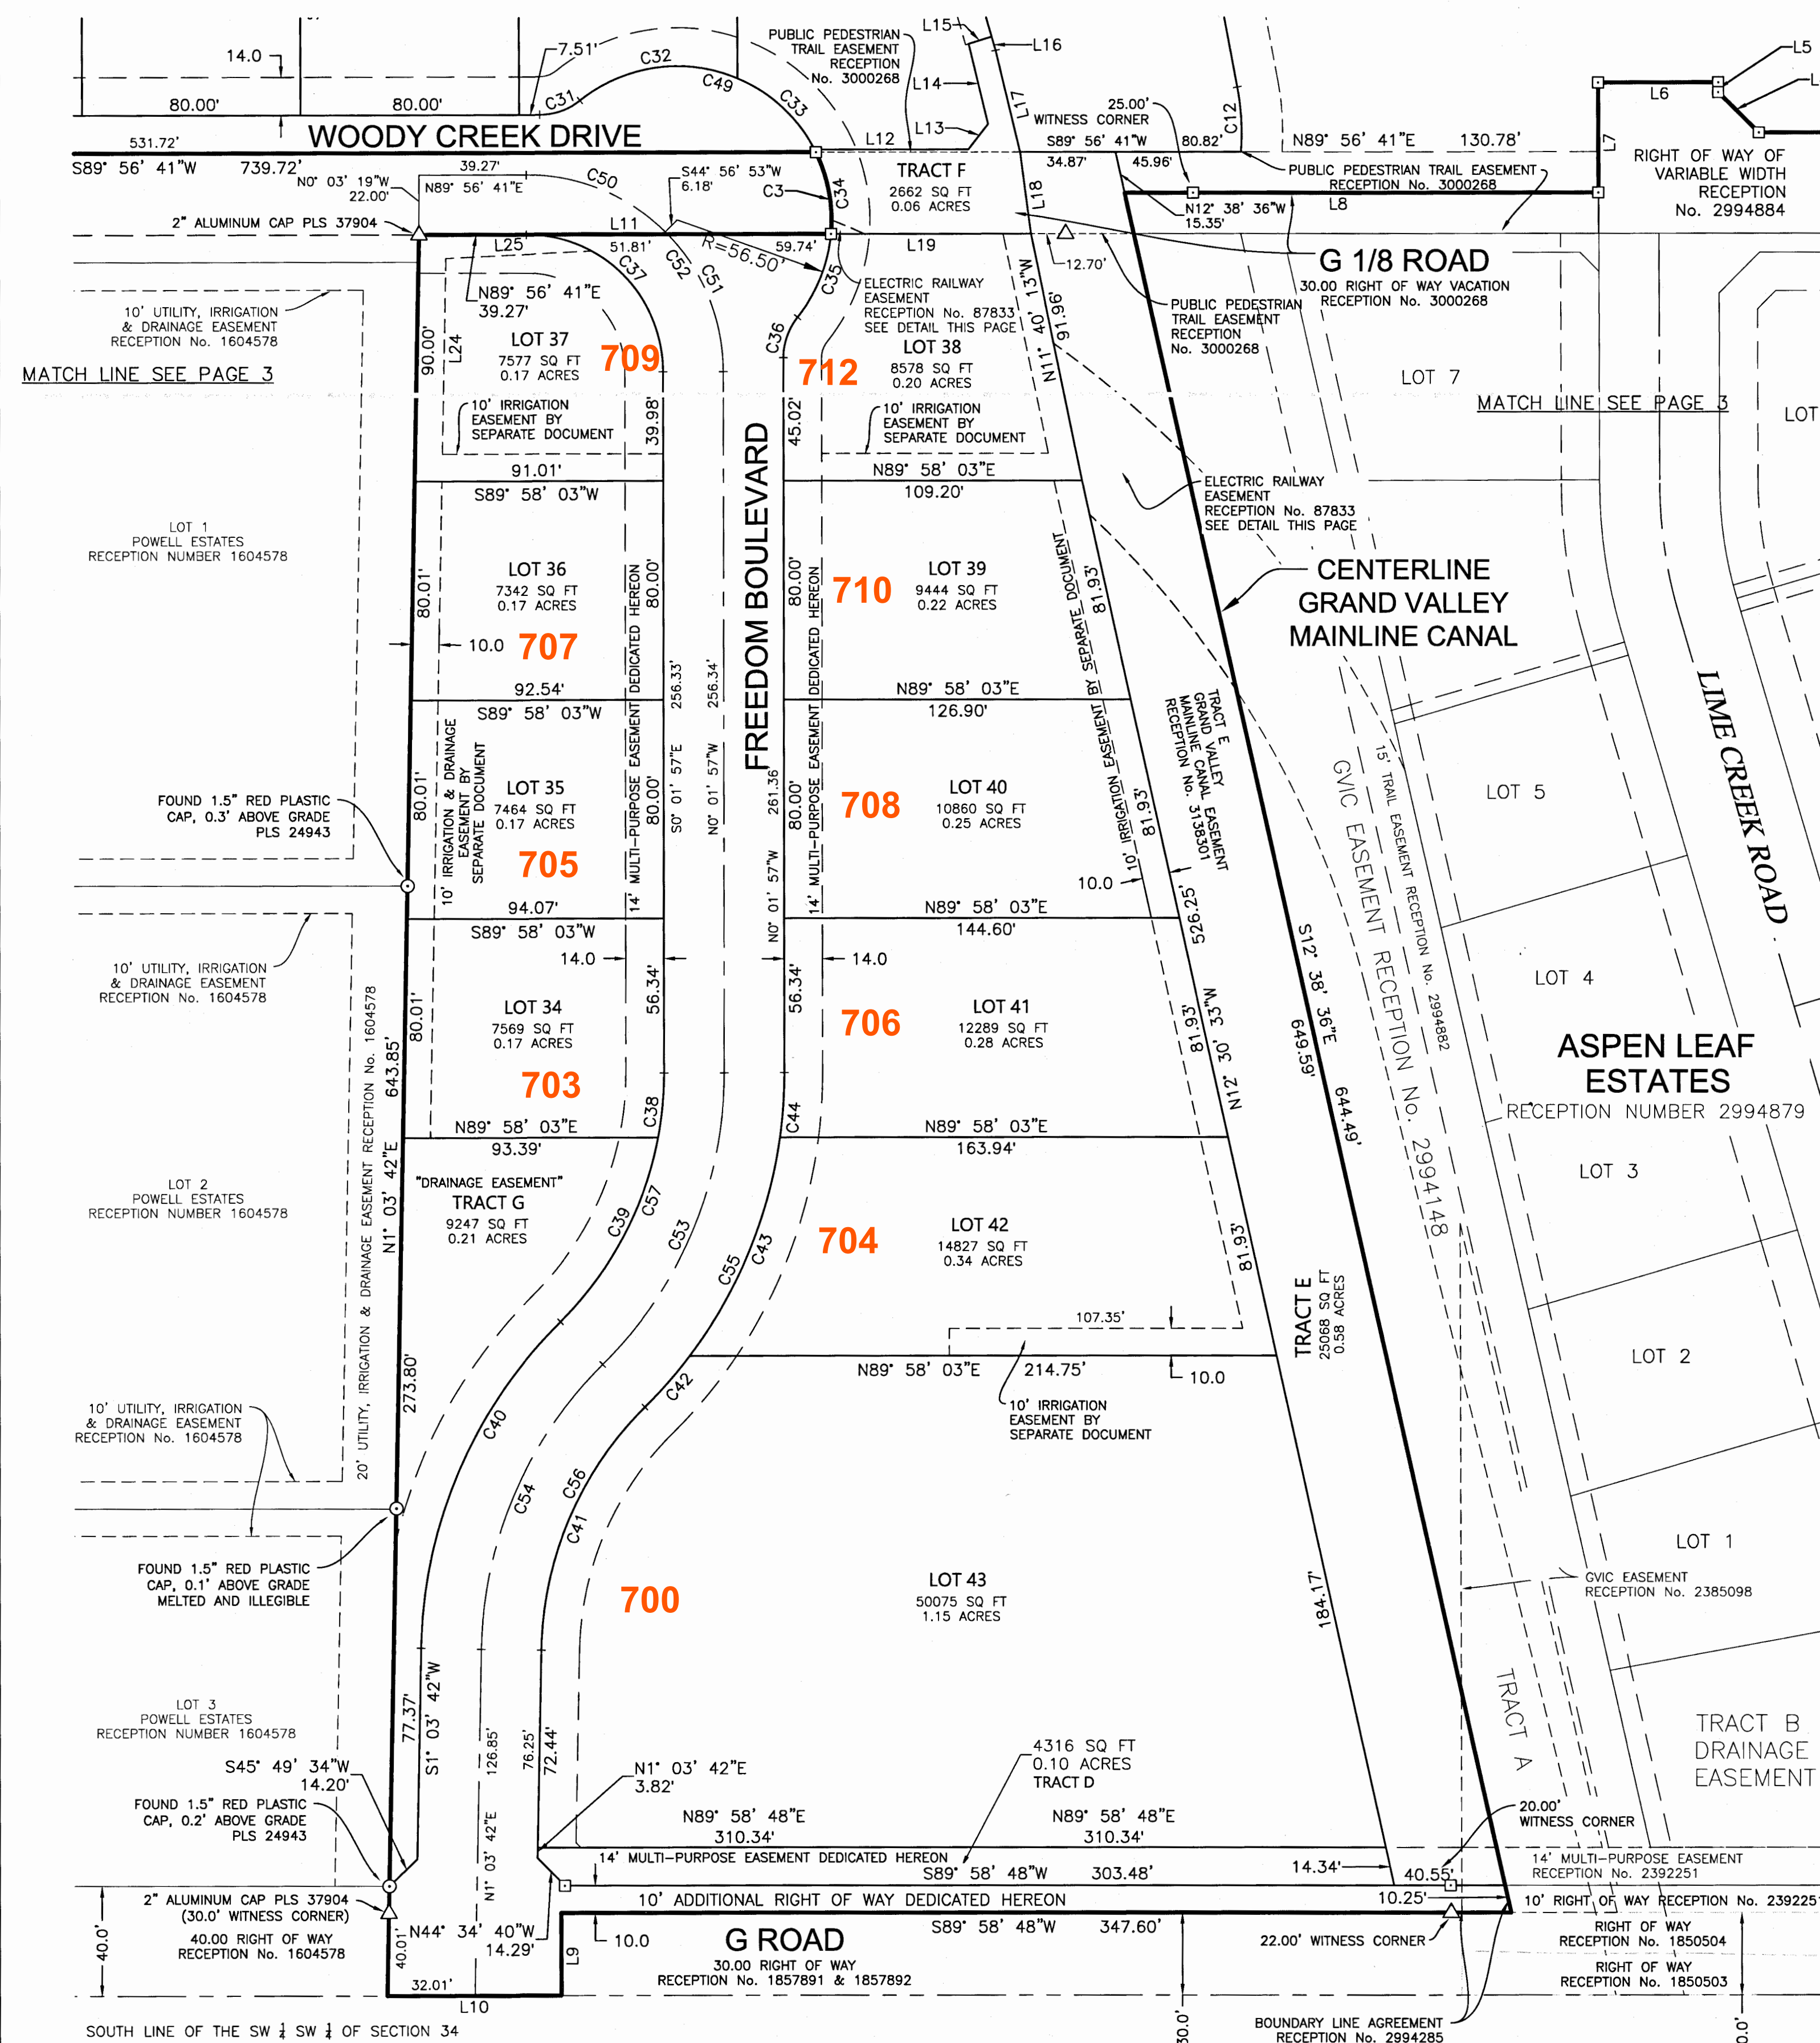 14.0
7.51'
C32
C49
C31
C33
80.00'
80.00'
WOODY CREEK DRIVE
PUBLIC PEDESTRIAN
TRAIL EASEMENT
RECEPTION
No. 3000268
L15
L16
L14
L13
L12
L17
25.00'
WITNESS CORNER
C12
L5
L6
L7
531.72'
S89° 56' 41"W
739.72'
N0° 03' 19"W
22.00'
39.27'
N89° 56' 41"E
C50
S44° 56' 53"W
6.18'
C3
C34
TRACT F
2662 SQ FT
0.06 ACRES
S89° 56' 41"W
80.82'
34.87'
45.96'
L18
N89° 56' 41"E
130.78'
PUBLIC PEDESTRIAN TRAIL EASEMENT
RECEPTION No. 3000268
N12° 38' 36"W
15.35'
L8
RIGHT OF WAY OF
VARIABLE WIDTH
RECEPTION
No. 2994884
2" ALUMINUM CAP PLS 37904
L11
L25
51.81'
R=56.50'
59.74'
L19
12.70'
G 1/8 ROAD
30.00 RIGHT OF WAY VACATION
RECEPTION No. 3000268
C37
C52
C51
C35
C36
N89° 56' 41"E
39.27'
ELECTRIC RAILWAY
EASEMENT
RECEPTION No. 87833
SEE DETAIL THIS PAGE
PUBLIC PEDESTRIAN
TRAIL EASEMENT
RECEPTION
No. 3000268
N11° 40' 13"W
91.96'
10' UTILITY, IRRIGATION
& DRAINAGE EASEMENT
RECEPTION No. 1604578
MATCH LINE SEE PAGE 3
90.00'
L24
LOT 37
7577 SQ FT
0.17 ACRES
709
712
LOT 38
8578 SQ FT
0.20 ACRES
LOT 7
MATCH LINE SEE PAGE 3
LOT
10' IRRIGATION
EASEMENT BY
SEPARATE DOCUMENT
39.98'
45.02'
10' IRRIGATION
EASEMENT BY
SEPARATE DOCUMENT
91.01'
S89° 58' 03"W
N89° 58' 03"E
109.20'
FREEDOM BOULEVARD
ELECTRIC RAILWAY
EASEMENT
RECEPTION No. 87833
SEE DETAIL THIS PAGE
LOT 1
POWELL ESTATES
RECEPTION NUMBER 1604578
80.01'
LOT 36
7342 SQ FT
0.17 ACRES
707
80.00'
80.00'
710
LOT 39
9444 SQ FT
0.22 ACRES
81.93'
CENTERLINE
GRAND VALLEY
MAINLINE CANAL
10.0
92.54'
S89° 58' 03"W
N89° 58' 03"E
126.90'
14' MULTI-PURPOSE EASEMENT DEDICATED HEREON
14' MULTI-PURPOSE EASEMENT DEDICATED HEREON
10' IRRIGATION EASEMENT BY SEPARATE DOCUMENT
S0° 01' 57"E
256.33'
N0° 01' 57"W
256.34'
N0° 01' 57"W
261.36'
TRACT E
GRAND VALLEY
MAINLINE CANAL EASEMENT
RECEPTION No. 3138301
LIME CREEK ROAD
FOUND 1.5" RED PLASTIC
CAP, 0.3' ABOVE GRADE
PLS 24943
80.01'
10' IRRIGATION & DRAINAGE
EASEMENT BY
SEPARATE DOCUMENT
LOT 35
7464 SQ FT
0.17 ACRES
705
80.00'
80.00'
708
LOT 40
10860 SQ FT
0.25 ACRES
81.93'
10.0
GVIC EASEMENT RECEPTION No. 2994148
15' TRAIL EASEMENT RECEPTION No. 2994882
LOT 5
94.07'
S89° 58' 03"W
N89° 58' 03"E
144.60'
526.25'
N12° 30' 33"W
S12° 38' 36"E
649.59'
644.49'
14.0
14.0
10' UTILITY, IRRIGATION
& DRAINAGE EASEMENT
RECEPTION No. 1604578
20' UTILITY, IRRIGATION & DRAINAGE EASEMENT RECEPTION No. 1604578
N1° 03' 42"E
643.85'
80.01'
LOT 34
7569 SQ FT
0.17 ACRES
703
56.34'
56.34'
706
LOT 41
12289 SQ FT
0.28 ACRES
81.93'
LOT 4
ASPEN LEAF
ESTATES
RECEPTION NUMBER 2994879
C38
C44
N89° 58' 03"E
93.39'
N89° 58' 03"E
163.94'
LOT 3
LOT 2
POWELL ESTATES
RECEPTION NUMBER 1604578
"DRAINAGE EASEMENT"
TRACT G
9247 SQ FT
0.21 ACRES
C39
C57
C53
C55
C43
704
LOT 42
14827 SQ FT
0.34 ACRES
81.93'
TRACT E
25068 SQ FT
0.58 ACRES
107.35'
N89° 58' 03"E
214.75'
10.0
10' IRRIGATION
EASEMENT BY
SEPARATE DOCUMENT
LOT 2
273.80'
C42
C40
C54
C56
C41
10' UTILITY, IRRIGATION
& DRAINAGE EASEMENT
RECEPTION No. 1604578
FOUND 1.5" RED PLASTIC
CAP, 0.1' ABOVE GRADE
MELTED AND ILLEGIBLE
700
LOT 43
50075 SQ FT
1.15 ACRES
184.17'
LOT 1
GVIC EASEMENT
RECEPTION No. 2385098
LOT 3
POWELL ESTATES
RECEPTION NUMBER 1604578
77.37'
S1° 03' 42"W
126.85'
N1° 03' 42"E
76.25'
72.44'
S45° 49' 34"W
14.20'
N1° 03' 42"E
3.82'
4316 SQ FT
0.10 ACRES
TRACT D
TRACT A
TRACT B
DRAINAGE
EASEMENT
FOUND 1.5" RED PLASTIC
CAP, 0.2' ABOVE GRADE
PLS 24943
N89° 58' 48"E
310.34'
N89° 58' 48"E
310.34'
20.00'
WITNESS CORNER
14' MULTI-PURPOSE EASEMENT DEDICATED HEREON
S89° 58' 48"W
303.48'
14.34'
40.55'
14' MULTI-PURPOSE EASEMENT
RECEPTION No. 2392251
2" ALUMINUM CAP PLS 37904
(30.0' WITNESS CORNER)
10' ADDITIONAL RIGHT OF WAY DEDICATED HEREON
10.25'
10' RIGHT OF WAY RECEPTION No. 239225
40.0'
40.00 RIGHT OF WAY
RECEPTION No. 1604578
40.01'
N44° 34' 40"W
14.29'
L9
10.0
G ROAD
30.00 RIGHT OF WAY
RECEPTION No. 1857891 & 1857892
S89° 58' 48"W
347.60'
22.00' WITNESS CORNER
RIGHT OF WAY
RECEPTION No. 1850504
RIGHT OF WAY
RECEPTION No. 1850503
32.01'
L10
SOUTH LINE OF THE SW ¼ SW ¼ OF SECTION 34
BOUNDARY LINE AGREEMENT
RECEPTION No. 2994285